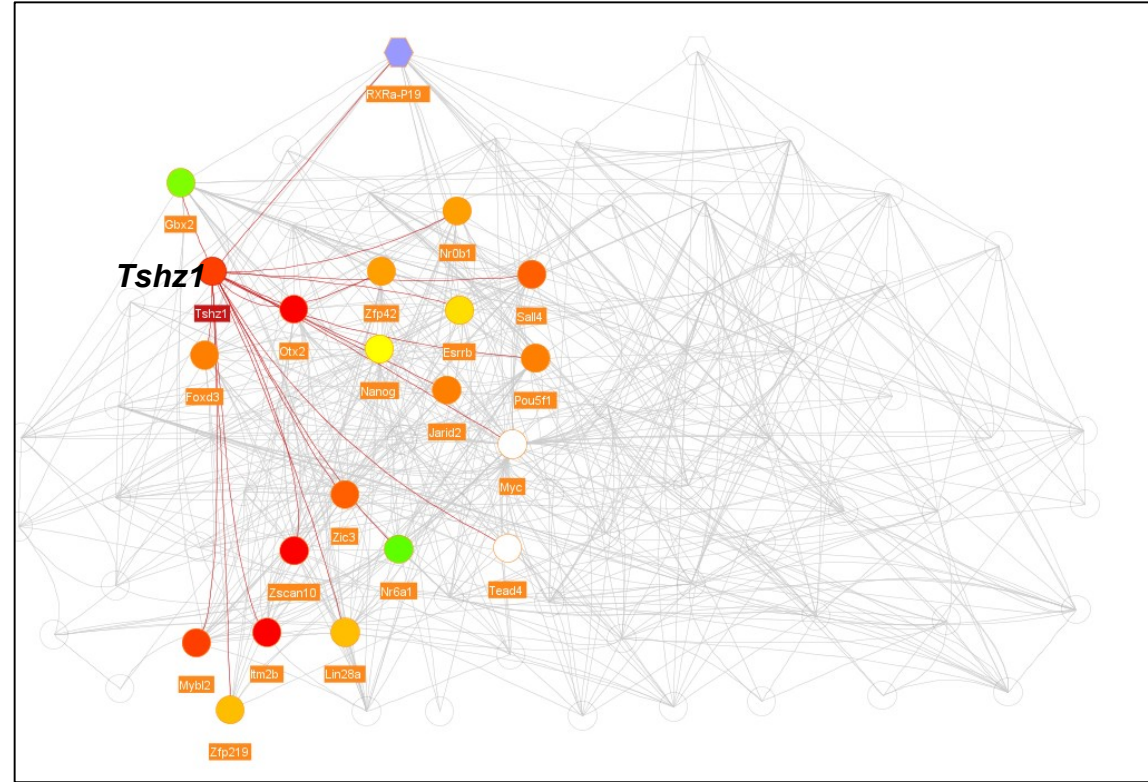 RXRa-P19
Gbx2
Nr0b1
Tshz1
Zfp42
Sall4
Tshz1
Otx2
Esrrb
Foxd3
Nanog
Pou5f1
Jarid2
Myc
Zic3
Zscan10
Nr6a1
Tead4
Mybl2
Itm2b
Lin28a
Zfp219